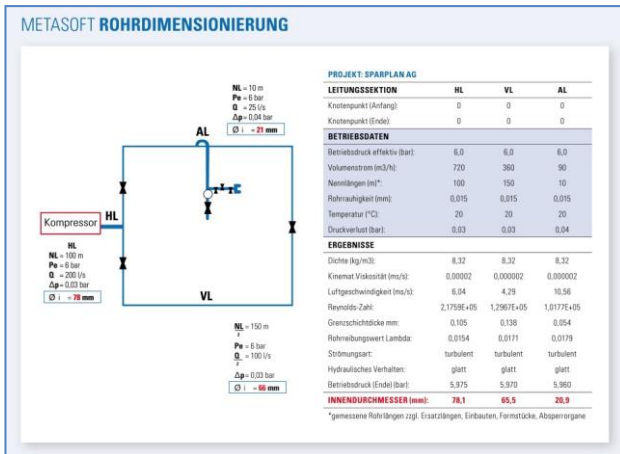 METASOFT ROHRDIMENSIONIERUNG
NL = 10 m
Pe = 6 bar
Q = 25 l/s
Δp = 0,04 bar
Ø i = 21 mm
AL
Kompressor
HL
HL
NL = 100 m
Pe = 6 bar
Q = 200 l/s
Δp = 0,03 bar
Ø i = 78 mm
VL
NL = 150 m
2
Pe = 6 bar
Q = 100 l/s
2
Δp = 0,03 bar
Ø i = 66 mm
PROJEKT: SPARPLAN AG
LEITUNGSSEKTION HL VL AL
Knotenpunkt (Anfang): 0 0 0
Knotenpunkt (Ende): 0 0 0
BETRIEBSDATEN
Betriebsdruck effektiv (bar): 6,0 6,0 6,0
Volumenstrom (m3/h): 720 360 90
Nennlängen (m)*: 100 150 10
Rohrrauhigkeit (mm): 0,015 0,015 0,015
Temperatur (°C): 20 20 20
Druckverlust (bar): 0,03 0,03 0,04
ERGEBNISSE
Dichte (kg/m3): 8,32 8,32 8,32
Kinemat.Viskosität (ms/s): 0,00002 0,000002 0,000002
Luftgeschwindigkeit (ms/s): 6,04 4,29 10,56
Reynolds-Zahl: 2,1759E+05 1,2967E+05 1,0177E+05
Grenzschichtdicke mm: 0,105 0,138 0,054
Rohrreibungswert Lambda: 0,0154 0,0171 0,0179
Strömungsart: turbulent turbulent turbulent
Hydraulisches Verhalten: glatt glatt glatt
Betriebsdruck (Ende) (bar): 5,975 5,970 5,960
INNENDURCHMESSER (mm): 78,1 65,5 20,9
*gemessene Rohrlängen zzgl. Ersatzlängen, Einbauten, Formstücke, Absperrorgane